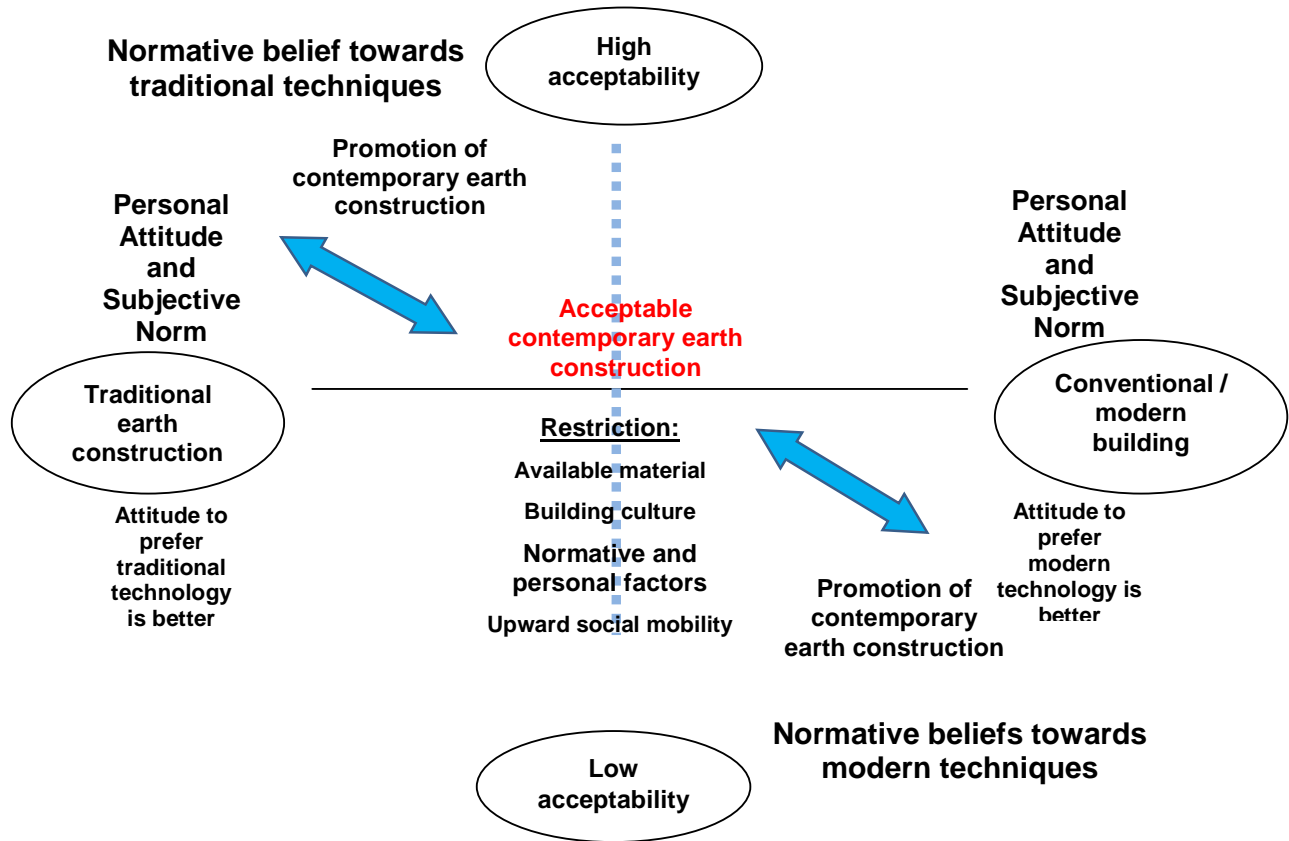 Normative belief towards
traditional techniques
High
acceptability
Promotion of
contemporary earth
construction
Personal
Attitude
and
Subjective
Norm
Personal
Attitude
and
Subjective
Norm
Acceptable
contemporary earth
construction
Traditional
earth
construction
Conventional /
modern
building
Restriction:
Available material
Building culture
Normative and
personal factors
Upward social mobility
Attitude to
prefer
traditional
technology
is better
Attitude to
prefer
modern
technology is
better
Promotion of
contemporary
earth construction
Normative beliefs towards
modern techniques
Low
acceptability